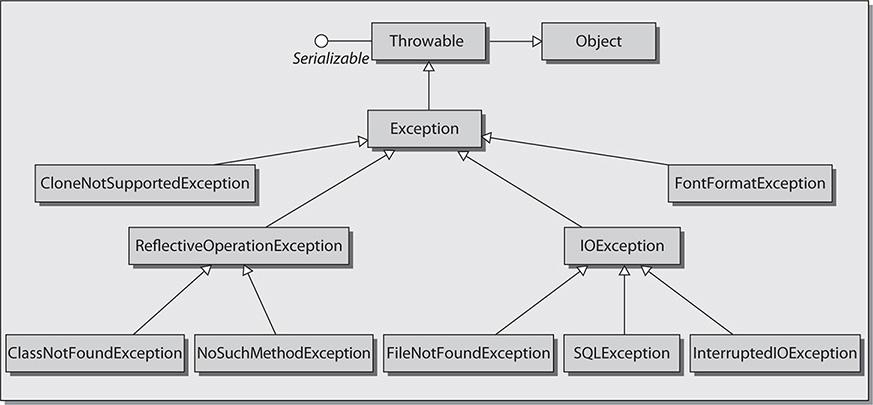 Throwable
Object
Serializable
Exception
CloneNotSupportedException
FontFormatException
ReflectiveOperationException
IOException
ClassNotFoundException
NoSuchMethodException
FileNotFoundException
SQLException
InterruptedIOException